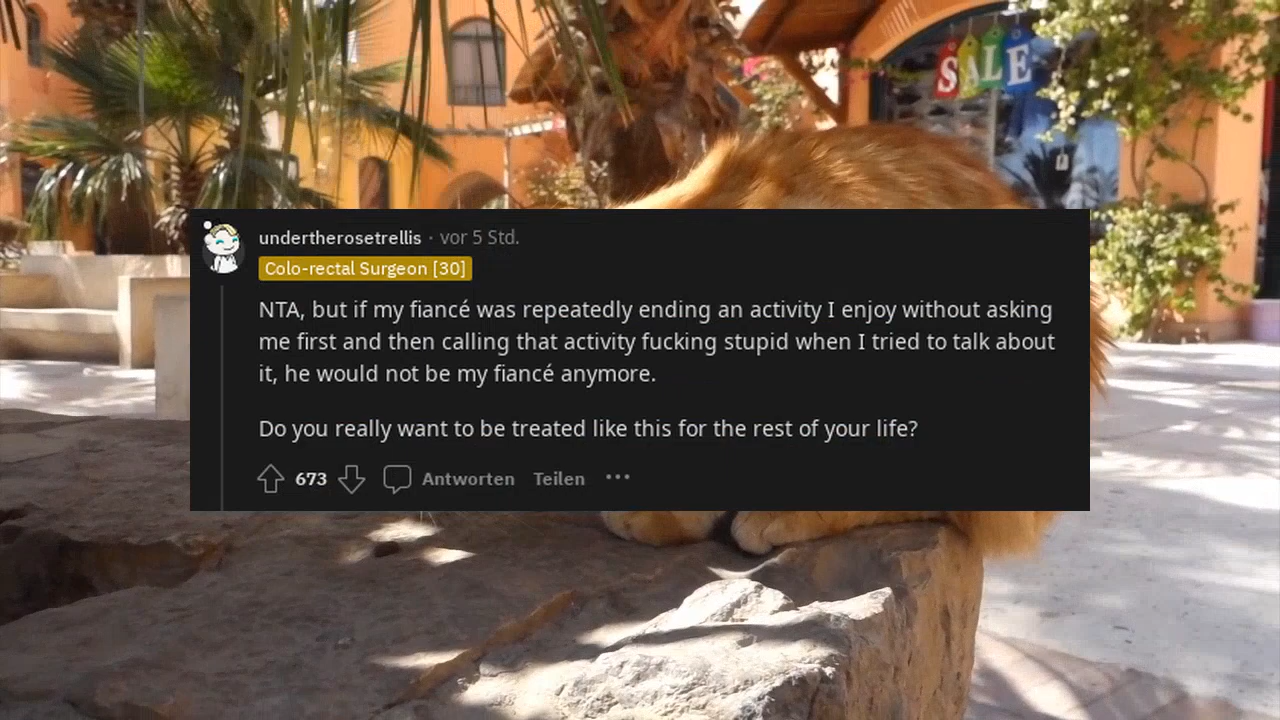 SALE
undertherosetrellis · vor 5 Std.
Colo-rectal Surgeon [30]
NTA, but if my fiancé was repeatedly ending an activity I enjoy without asking
me first and then calling that activity fucking stupid when I tried to talk about
it, he would not be my fiancé anymore.
Do you really want to be treated like this for the rest of your life?
673 Antworten Teilen ···